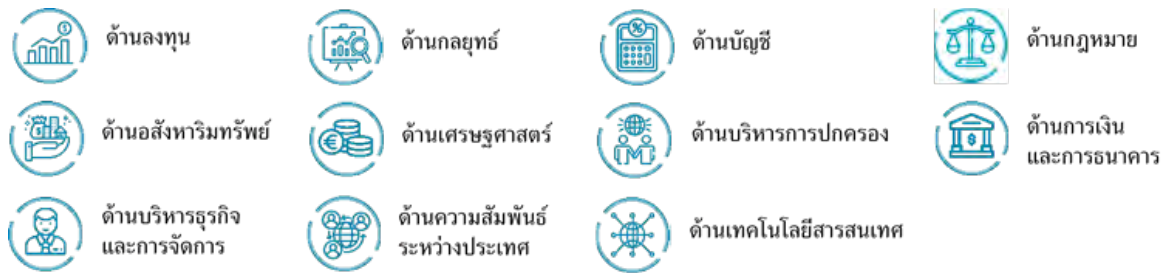 ด้านลงทุน
ด้านกลยุทธ์
ด้านบัญชี
ด้านกฎหมาย
ด้านอสังหาริมทรัพย์
ด้านเศรษฐศาสตร์
ด้านบริหารการปกครอง
ด้านการเงิน
และการธนาคาร
ด้านบริหารธุรกิจ
และการจัดการ
ด้านความสัมพันธ์
ระหว่างประเทศ
ด้านเทคโนโลยีสารสนเทศ